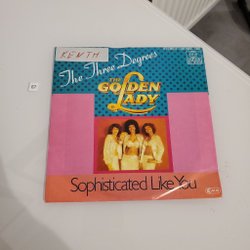 KENTH.
The Three Degrees
THE
GOLDEN
LADY
Sophisticated Like You